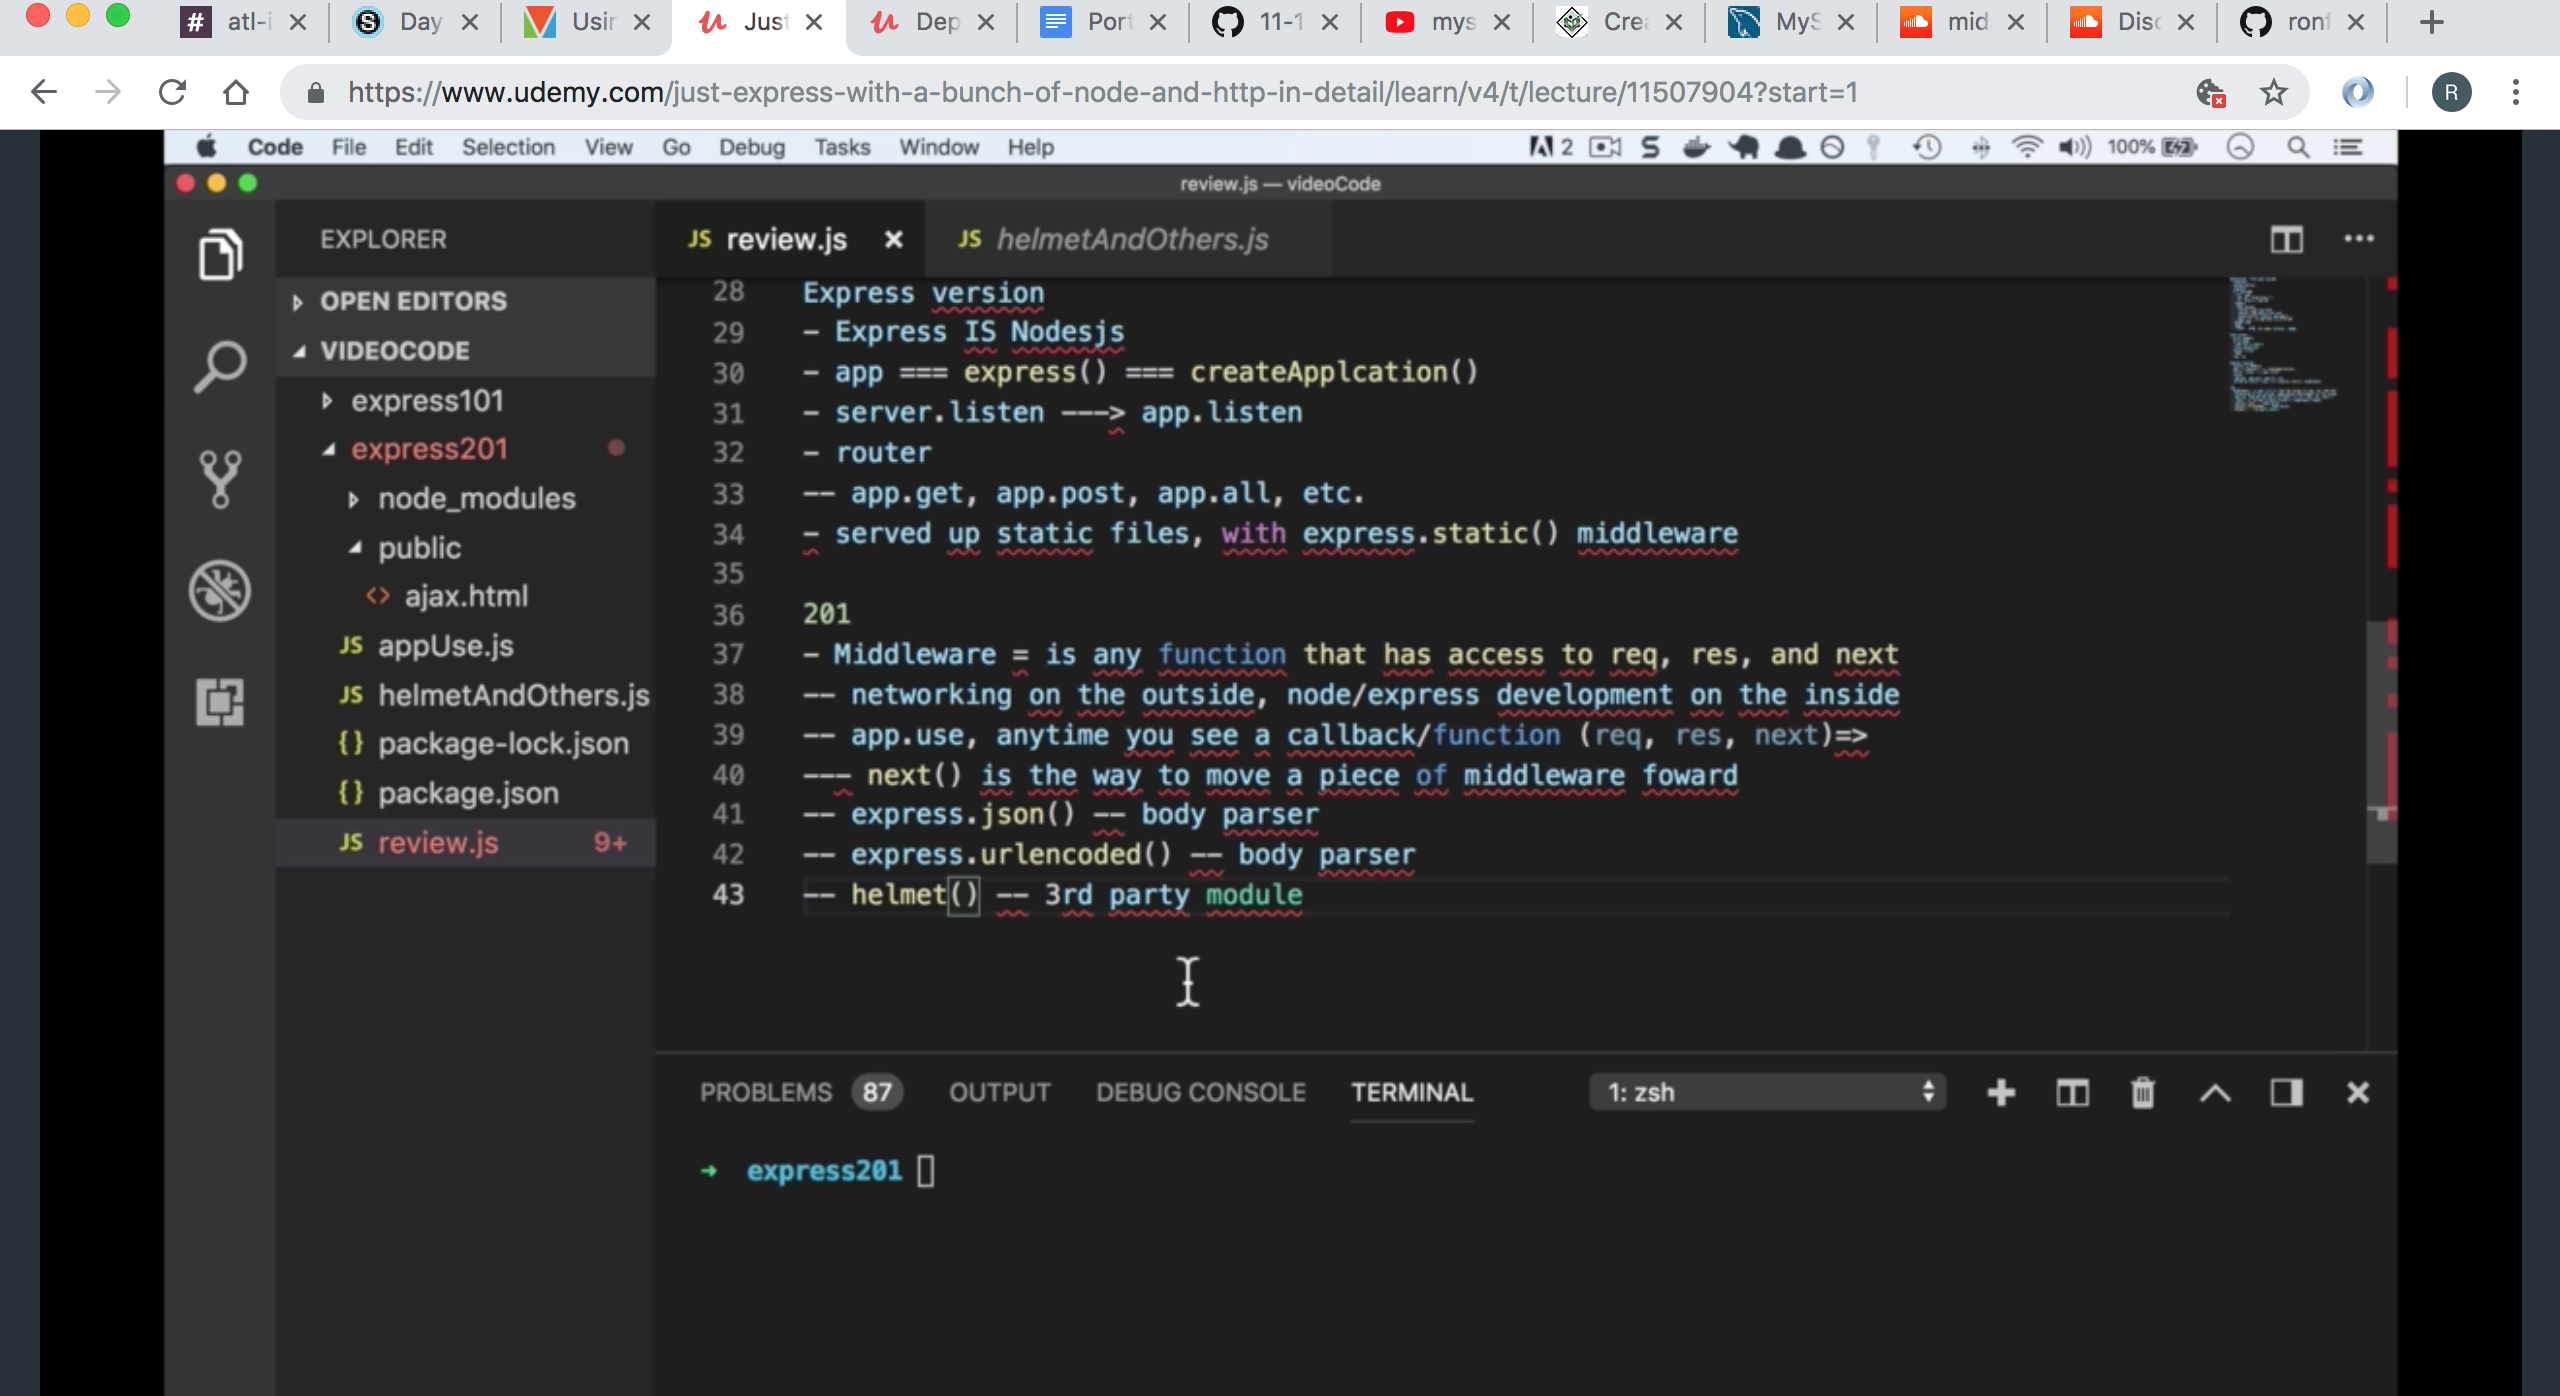 # atl-i
Day
Usin
Just
Dep
Port
11-1
mys
Crea
MyS
mid
Disc
ronf
https://www.udemy.com/just-express-with-a-bunch-of-node-and-http-in-detail/learn/v4/t/lecture/11507904?start=1
R
Code File Edit Selection View Go Debug Tasks Window Help
2 100%
review.js — videoCode
EXPLORER
OPEN EDITORS
VIDEOCODE
express101
express201
node_modules
public
<> ajax.html
JS appUse.js
JS helmetAndOthers.js
{} package-lock.json
{} package.json
JS review.js 9+
JS review.js
JS helmetAndOthers.js
28 Express version
29 - Express IS Nodesjs
30 - app === express() === createApplcation()
31 - server.listen ---> app.listen
32 - router
33 -- app.get, app.post, app.all, etc.
34 - served up static files, with express.static() middleware
35
36 201
37 - Middleware = is any function that has access to req, res, and next
38 -- networking on the outside, node/express development on the inside
39 -- app.use, anytime you see a callback/function (req, res, next)=>
40 --- next() is the way to move a piece of middleware foward
41 -- express.json() -- body parser
42 -- express.urlencoded() -- body parser
43 -- helmet() -- 3rd party module
PROBLEMS 87 OUTPUT DEBUG CONSOLE TERMINAL 1: zsh
➜ express201